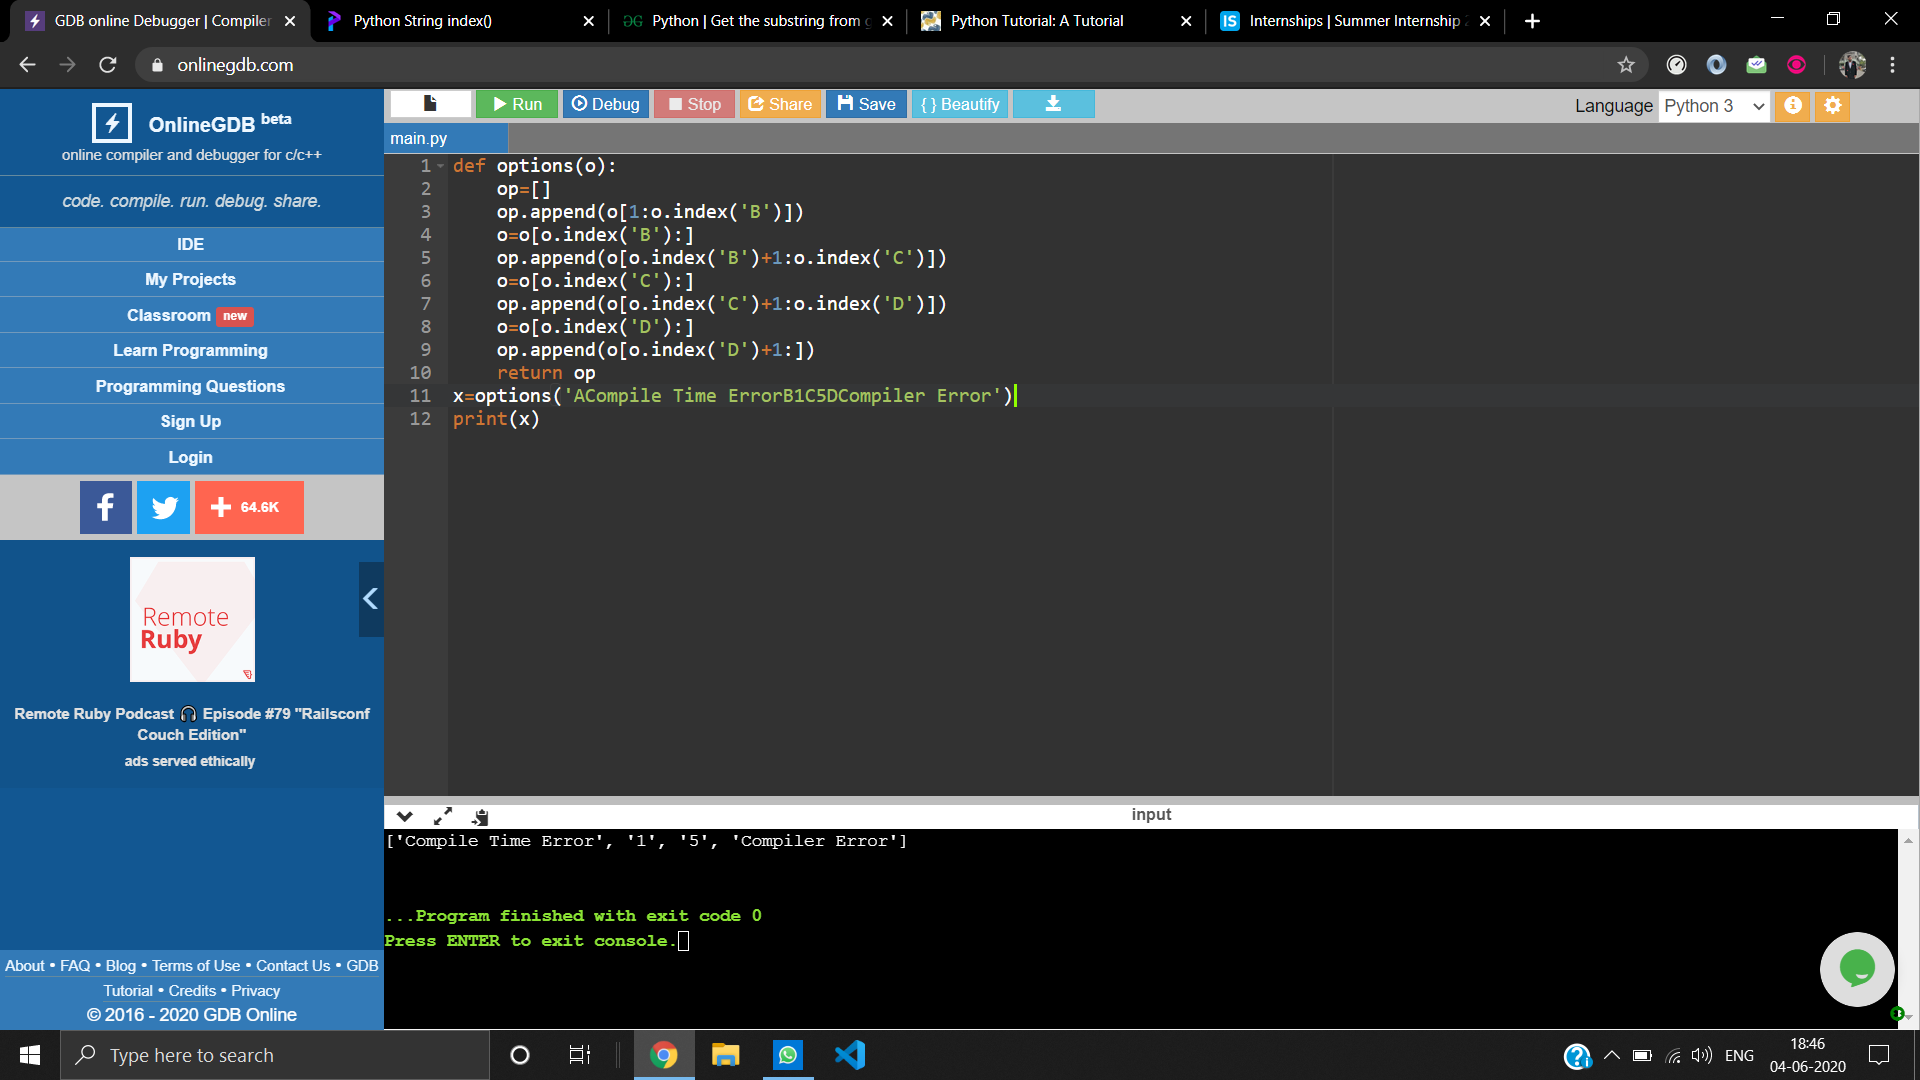 GDB online Debugger | Compiler
Python String index()
Python | Get the substring from g
Python Tutorial: A Tutorial
Internships | Summer Internship 2
onlinegdb.com
OnlineGDB beta
online compiler and debugger for c/c++
code. compile. run. debug. share.
IDE
My Projects
Classroom new
Learn Programming
Programming Questions
Sign Up
Login
64.6K
Remote
Ruby
Remote Ruby Podcast 🎧 Episode #79 "Railsconf
Couch Edition"
ads served ethically
About • FAQ • Blog • Terms of Use • Contact Us • GDB
Tutorial • Credits • Privacy
© 2016 - 2020 GDB Online
Run Debug Stop Share Save { } Beautify
Language Python 3
main.py
1 def options(o):
2     op=[]
3     op.append(o[1:o.index('B')])
4     o=o[o.index('B'):]
5     op.append(o[o.index('B')+1:o.index('C')])
6     o=o[o.index('C'):]
7     op.append(o[o.index('C')+1:o.index('D')])
8     o=o[o.index('D'):]
9     op.append(o[o.index('D')+1:])
10     return op
11 x=options('ACompile Time ErrorB1C5DCompiler Error')
12 print(x)
input
['Compile Time Error', '1', '5', 'Compiler Error']
...Program finished with exit code 0
Press ENTER to exit console.
Type here to search
ENG
18:46
04-06-2020